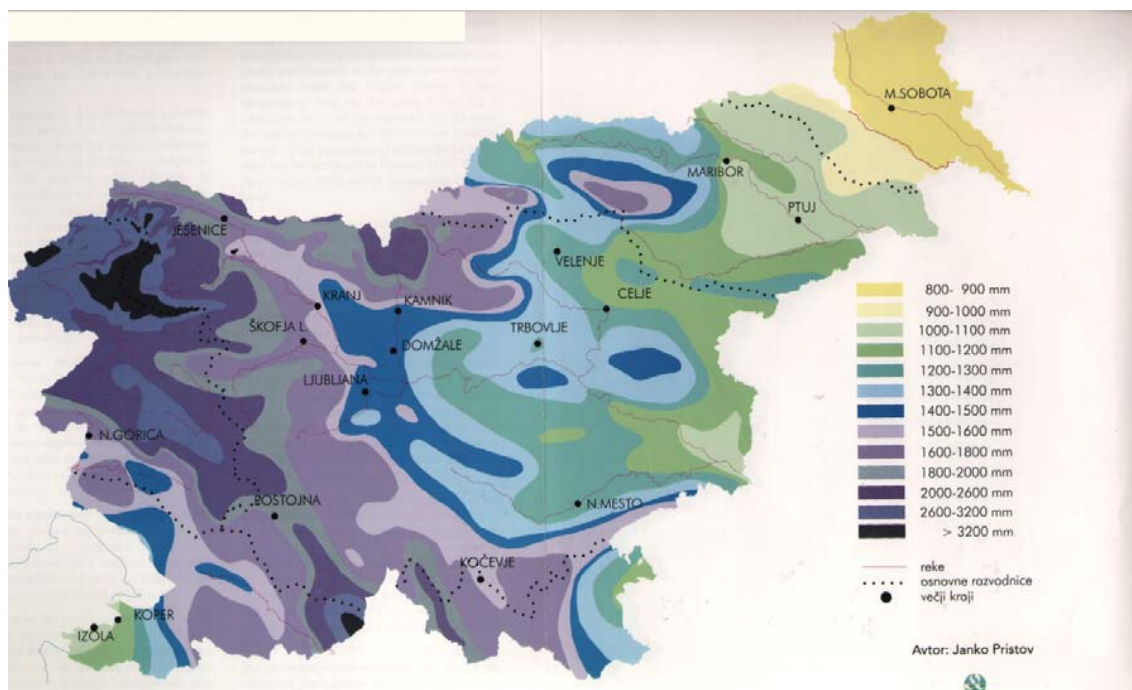 M.SOBOTA
MARIBOR
PTUJ
JESENICE
VELENJE
KRANJ
KAMNIK
CELJE
ŠKOFJA L.
TRBOVLJE
DOMŽALE
LJUBLJANA
N.GORICA
POSTOJNA
N.MESTO
KOČEVJE
KOPER
IZOLA
800- 900 mm
900-1000 mm
1000-1100 mm
1100-1200 mm
1200-1300 mm
1300-1400 mm
1400-1500 mm
1500-1600 mm
1600-1800 mm
1800-2000 mm
2000-2600 mm
2600-3200 mm
> 3200 mm
reke
osnovne razvodnice
večji kraji
Avtor: Janko Pristov